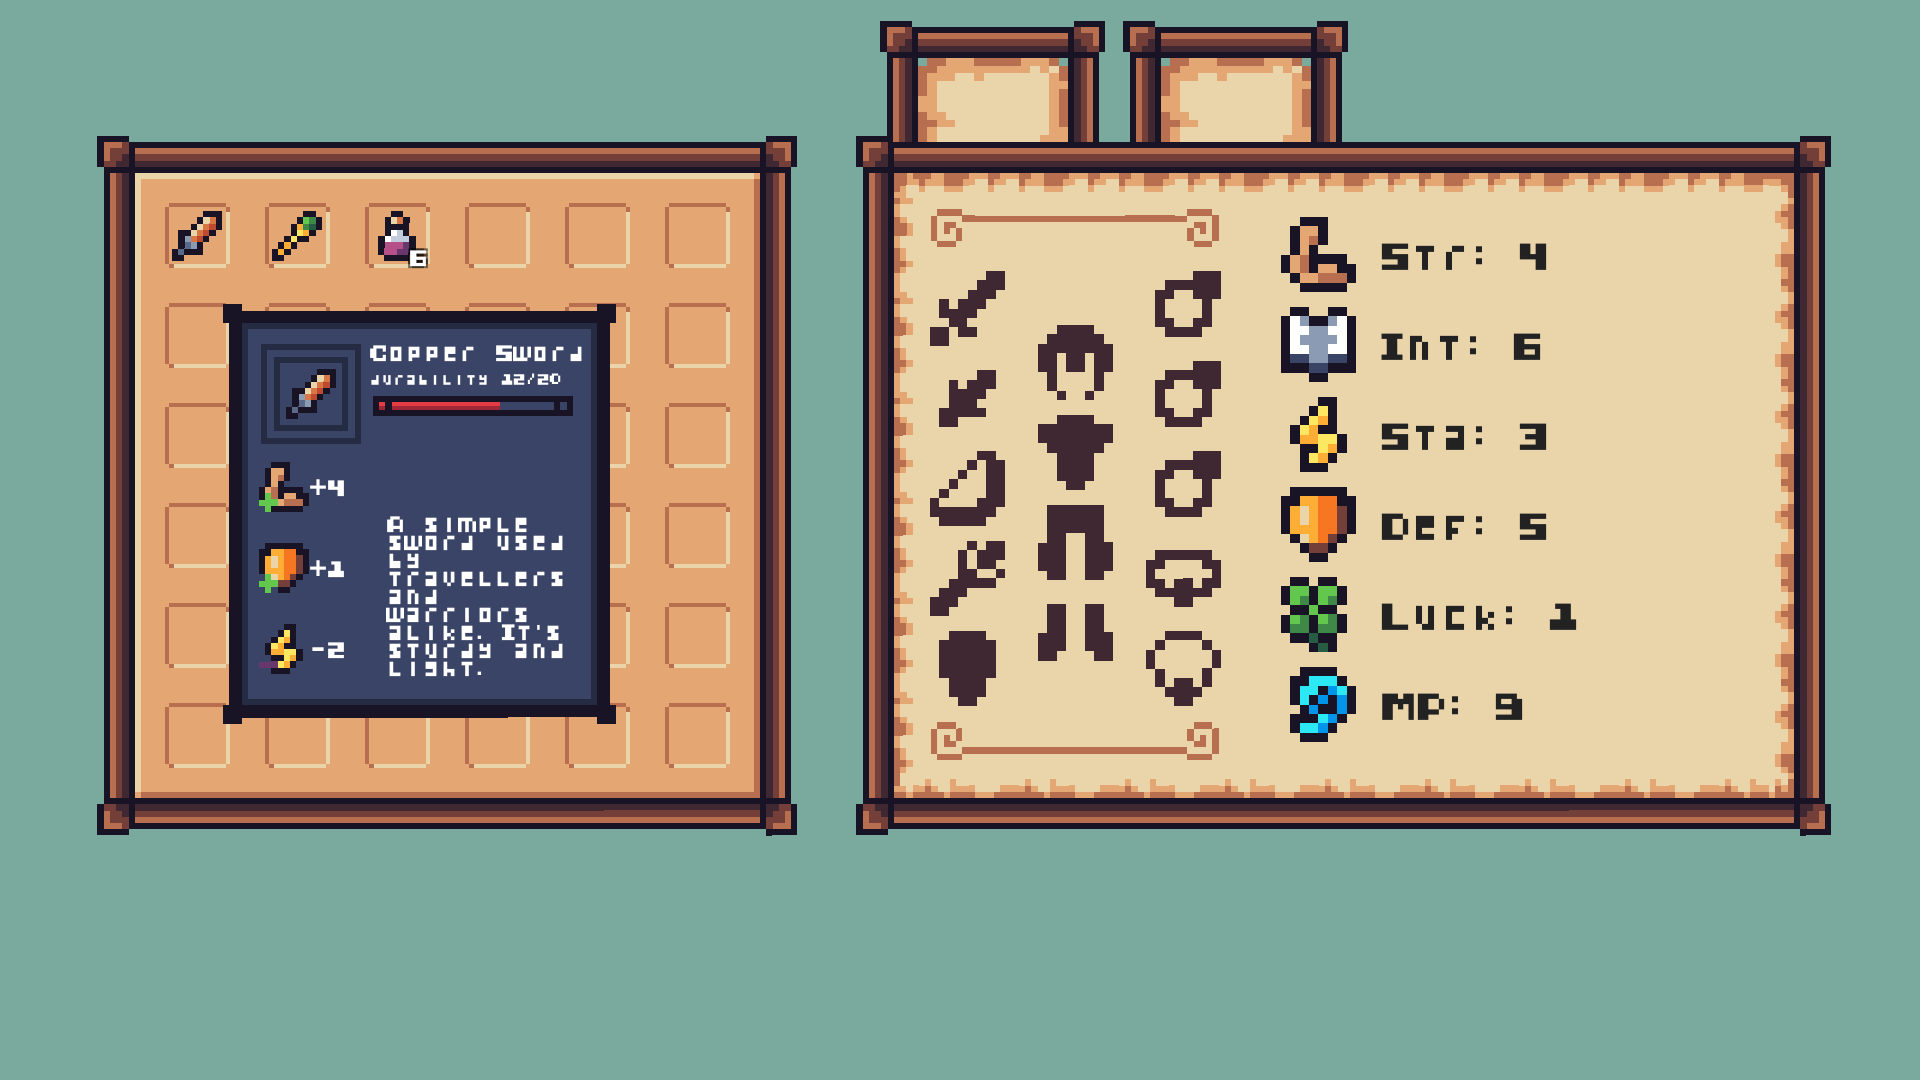 6
Copper Sword
durability 12/20
+4
+1
-2
A simple
sword used
by
travellers
and
warriors
alike. It's
sturdy and
light.
Str: 4
Int: 6
Sta: 3
Def: 5
Luck: 1
MP: 9